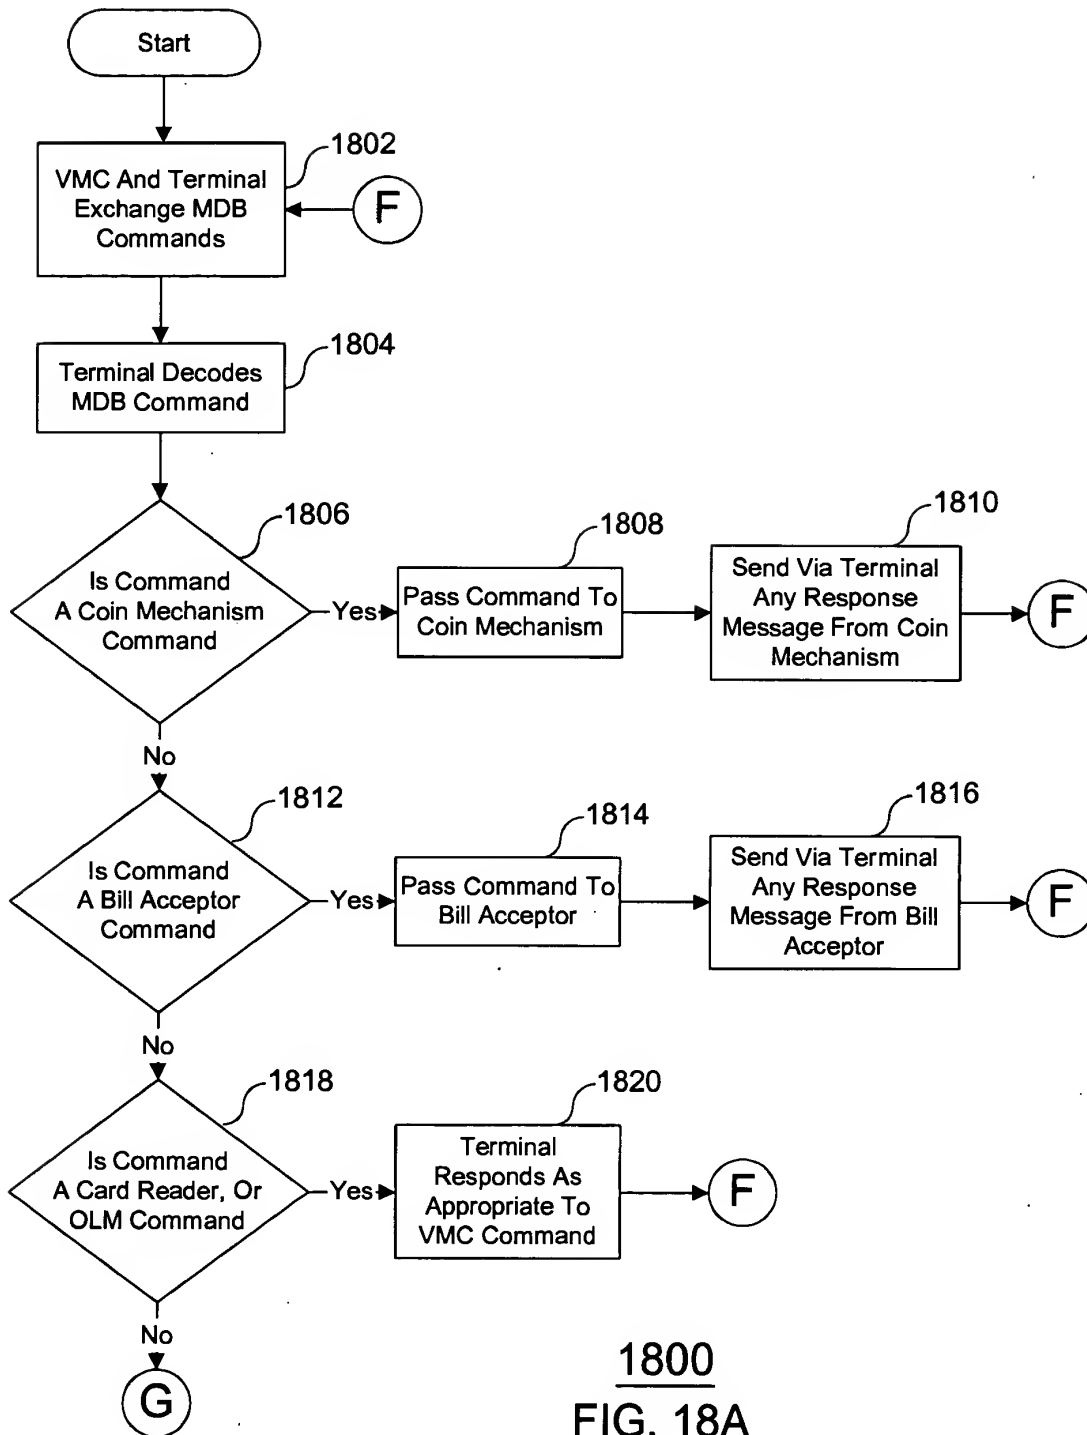 Start
1802
VMC And Terminal
Exchange MDB
Commands
F
1804
Terminal Decodes
MDB Command
1806
Is Command
A Coin Mechanism
Command
Yes
1808
Pass Command To
Coin Mechanism
1810
Send Via Terminal
Any Response
Message From Coin
Mechanism
F
No
1812
Is Command
A Bill Acceptor
Command
Yes
1814
Pass Command To
Bill Acceptor
1816
Send Via Terminal
Any Response
Message From Bill
Acceptor
F
No
1818
Is Command
A Card Reader, Or
OLM Command
Yes
1820
Terminal
Responds As
Appropriate To
VMC Command
F
No
G
1800
FIG. 18A